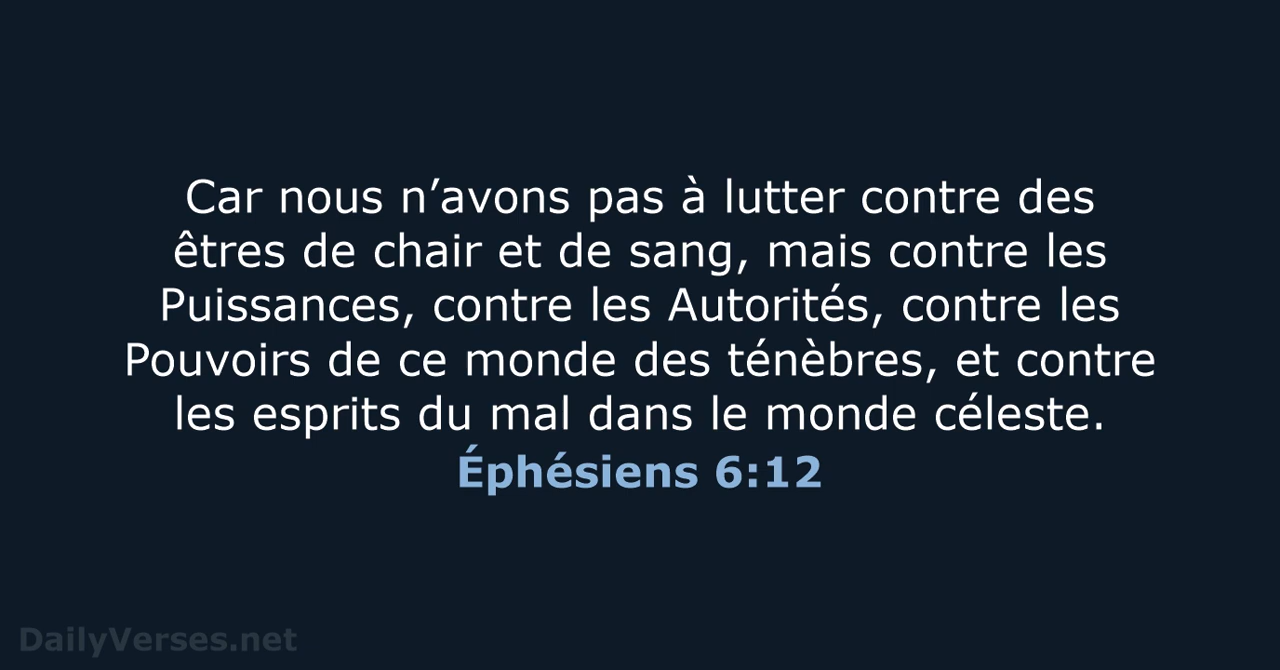 Car nous n’avons pas à lutter contre des
êtres de chair et de sang, mais contre les
Puissances, contre les Autorités, contre les
Pouvoirs de ce monde des ténèbres, et contre
les esprits du mal dans le monde céleste.
Éphésiens 6:12
DailyVerses.net